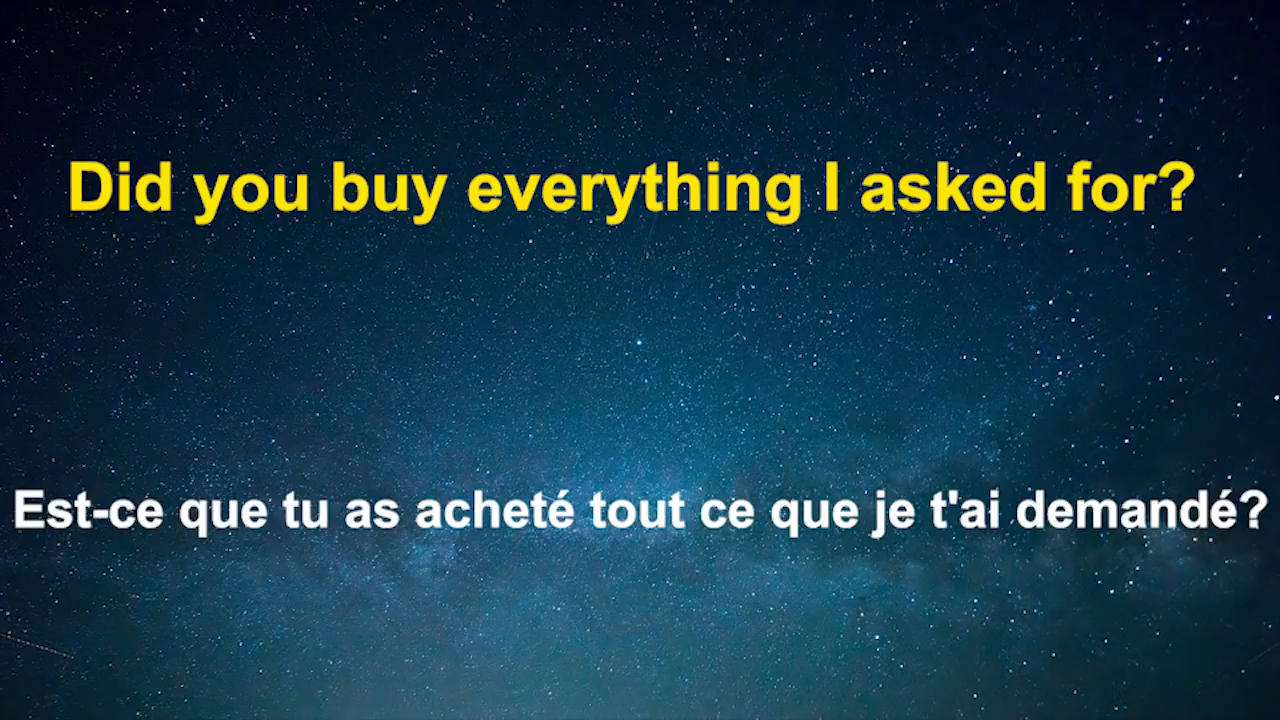 Did you buy everything I asked for?
Est-ce que tu as acheté tout ce que je t'ai demandé?